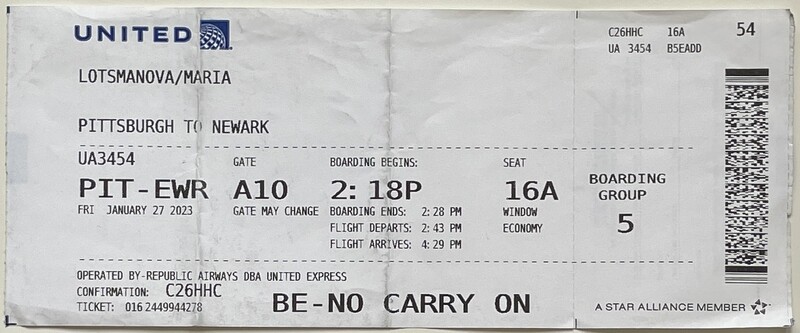 UNITED
C26HHC 16A 54
UA 3454 B5EADD
LOTSMANOVA/MARIA
PITTSBURGH TO NEWARK
UA3454 GATE BOARDING BEGINS: SEAT
PIT-EWR A10 2:18P 16A
BOARDING GROUP
5
FRI JANUARY 27 2023 GATE MAY CHANGE BOARDING ENDS: 2:28 PM WINDOW
FLIGHT DEPARTS: 2:43 PM ECONOMY
FLIGHT ARRIVES: 4:29 PM
OPERATED BY-REPUBLIC AIRWAYS DBA UNITED EXPRESS
CONFIRMATION: C26HHC
TICKET: 016 2449944278
BE-NO CARRY ON
A STAR ALLIANCE MEMBER